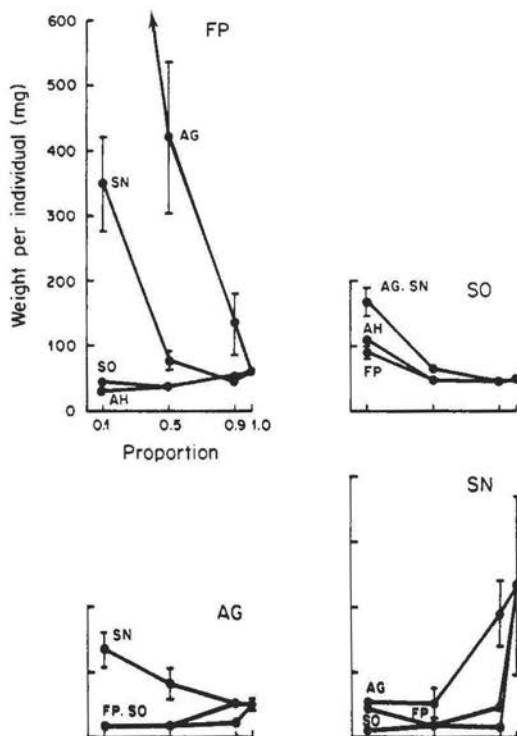 FP
600
500
400
300
200
100
0
Weight per individual (mg)
AG
SN
SO
AH
0.1 0.5 0.9 1.0
Proportion
SO
AG. SN
AH
FP
AG
SN
FP. SO
SN
AG
SO
FP